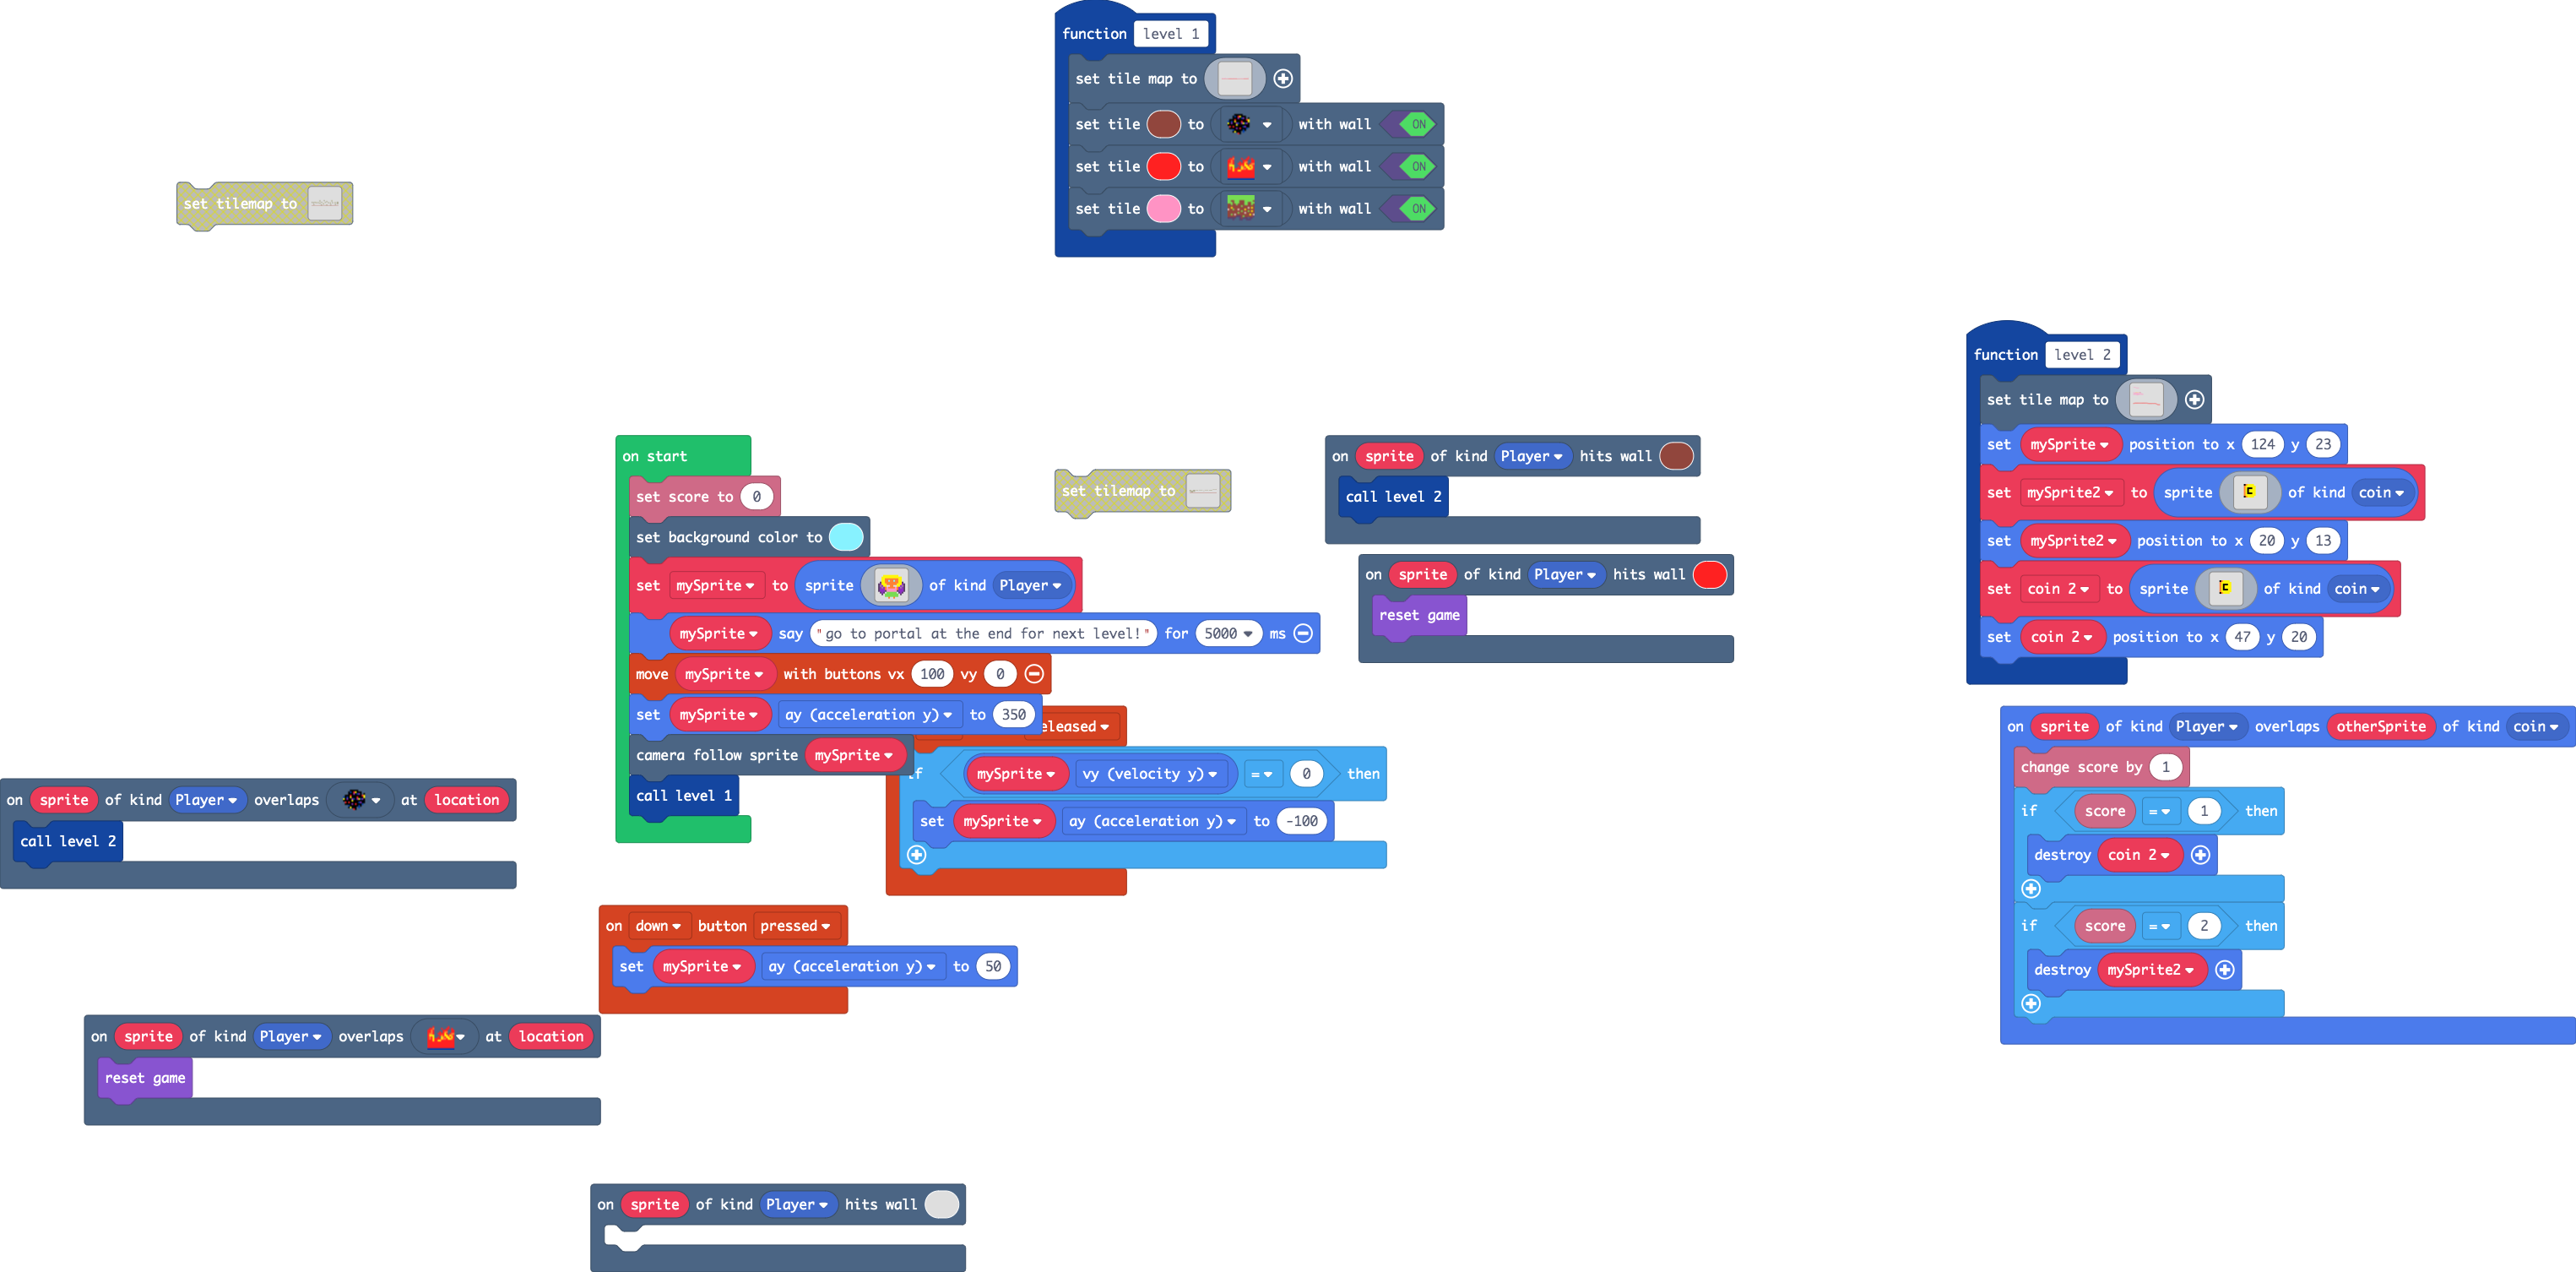 function level 1
set tile map to
set tile to with wall ON
set tile to with wall ON
set tile to with wall ON
set tilemap to
function level 2
set tile map to
set mySprite position to x 124 y 23
set mySprite2 to sprite of kind coin
set mySprite2 position to x 20 y 13
set coin 2 to sprite of kind coin
set coin 2 position to x 47 y 20
on start
set score to 0
set background color to
set mySprite to sprite of kind Player
mySprite say "go to portal at the end for next level!" for 5000 ms
move mySprite with buttons vx 100 vy 0
set mySprite ay (acceleration y) to 350
camera follow sprite mySprite
call level 1
set tilemap to
on sprite of kind Player hits wall
call level 2
on sprite of kind Player hits wall
reset game
eleased
if mySprite vy (velocity y) = 0 then
set mySprite ay (acceleration y) to -100
on sprite of kind Player overlaps otherSprite of kind coin
change score by 1
if score = 1 then
destroy coin 2
if score = 2 then
destroy mySprite2
on sprite of kind Player overlaps at location
call level 2
on down button pressed
set mySprite ay (acceleration y) to 50
on sprite of kind Player overlaps at location
reset game
on sprite of kind Player hits wall